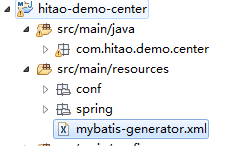 hitao-demo-center
src/main/java
com.hitao.demo.center
src/main/resources
conf
spring
mybatis-generator.xml